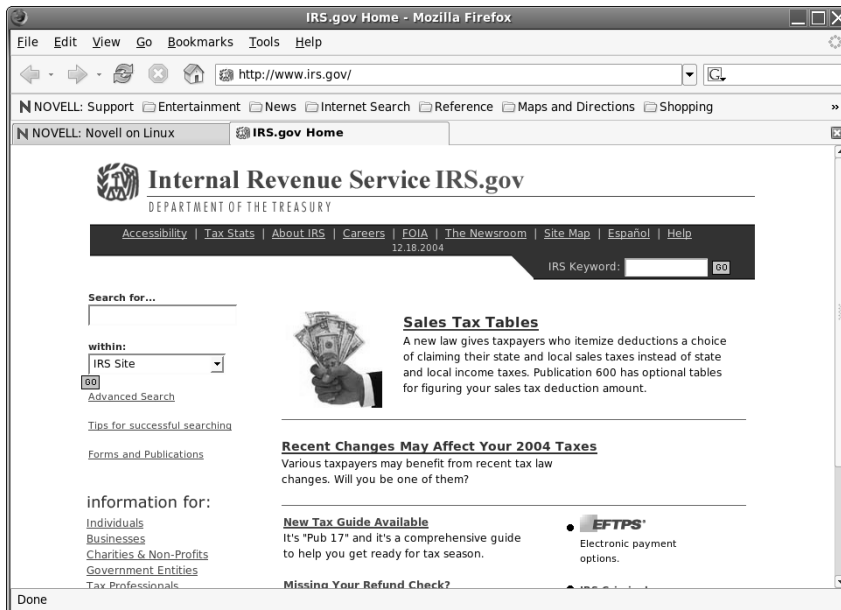 IRS.gov Home - Mozilla Firefox
File Edit View Go Bookmarks Tools Help
http://www.irs.gov/ G
N NOVELL: Support Entertainment News Internet Search Reference Maps and Directions Shopping »
N NOVELL: Novell on Linux IRS.gov Home
Internal Revenue Service IRS.gov
DEPARTMENT OF THE TREASURY
Accessibility | Tax Stats | About IRS | Careers | FOIA | The Newsroom | Site Map | Español | Help
12.18.2004
IRS Keyword: GO
Search for...
within:
IRS Site
GO
Advanced Search
Tips for successful searching
Forms and Publications
information for:
Individuals
Businesses
Charities & Non-Profits
Government Entities
Tax Professionals
Sales Tax Tables
A new law gives taxpayers who itemize deductions a choice
of claiming their state and local sales taxes instead of state
and local income taxes. Publication 600 has optional tables
for figuring your sales tax deduction amount.
Recent Changes May Affect Your 2004 Taxes
Various taxpayers may benefit from recent tax law
changes. Will you be one of them?
New Tax Guide Available
It's "Pub 17" and it's a comprehensive guide
to help you get ready for tax season.
Missing Your Refund Check?
EFTPS
Electronic payment
options.
Done